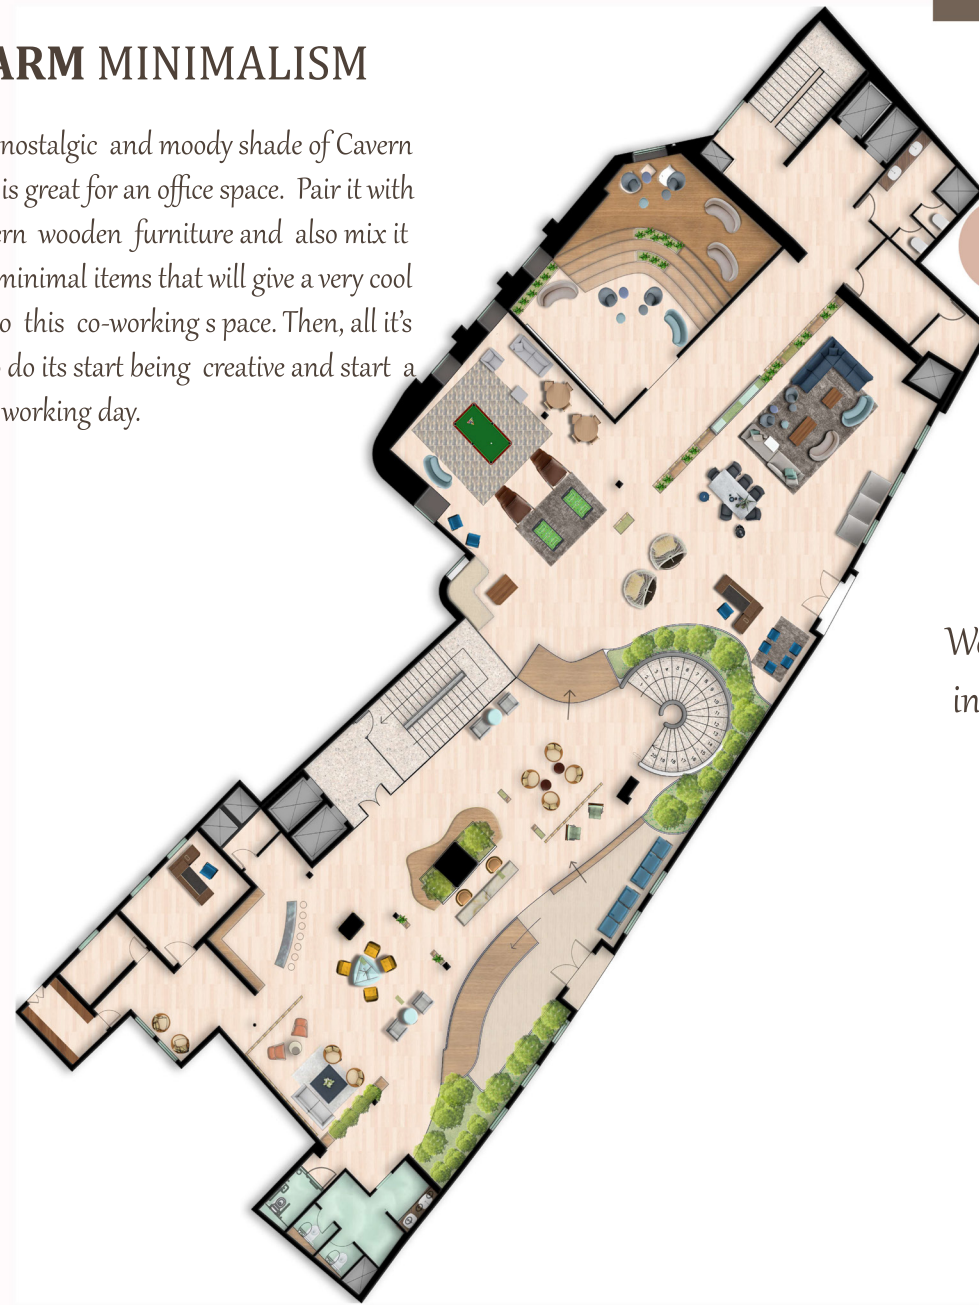 ARM MINIMALISM
nostalgic and moody shade of Cavern
is great for an office space. Pair it with
ern wooden furniture and also mix it
minimal items that will give a very cool
o this co-working s pace. Then, all it's
do its start being creative and start a
working day.
We
in